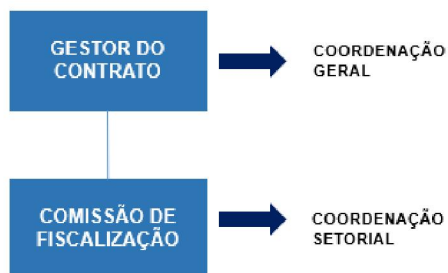 GESTOR DO
CONTRATO
COORDENAÇÃO
GERAL
COMISSÃO DE
FISCALIZAÇÃO
COORDENAÇÃO
SETORIAL